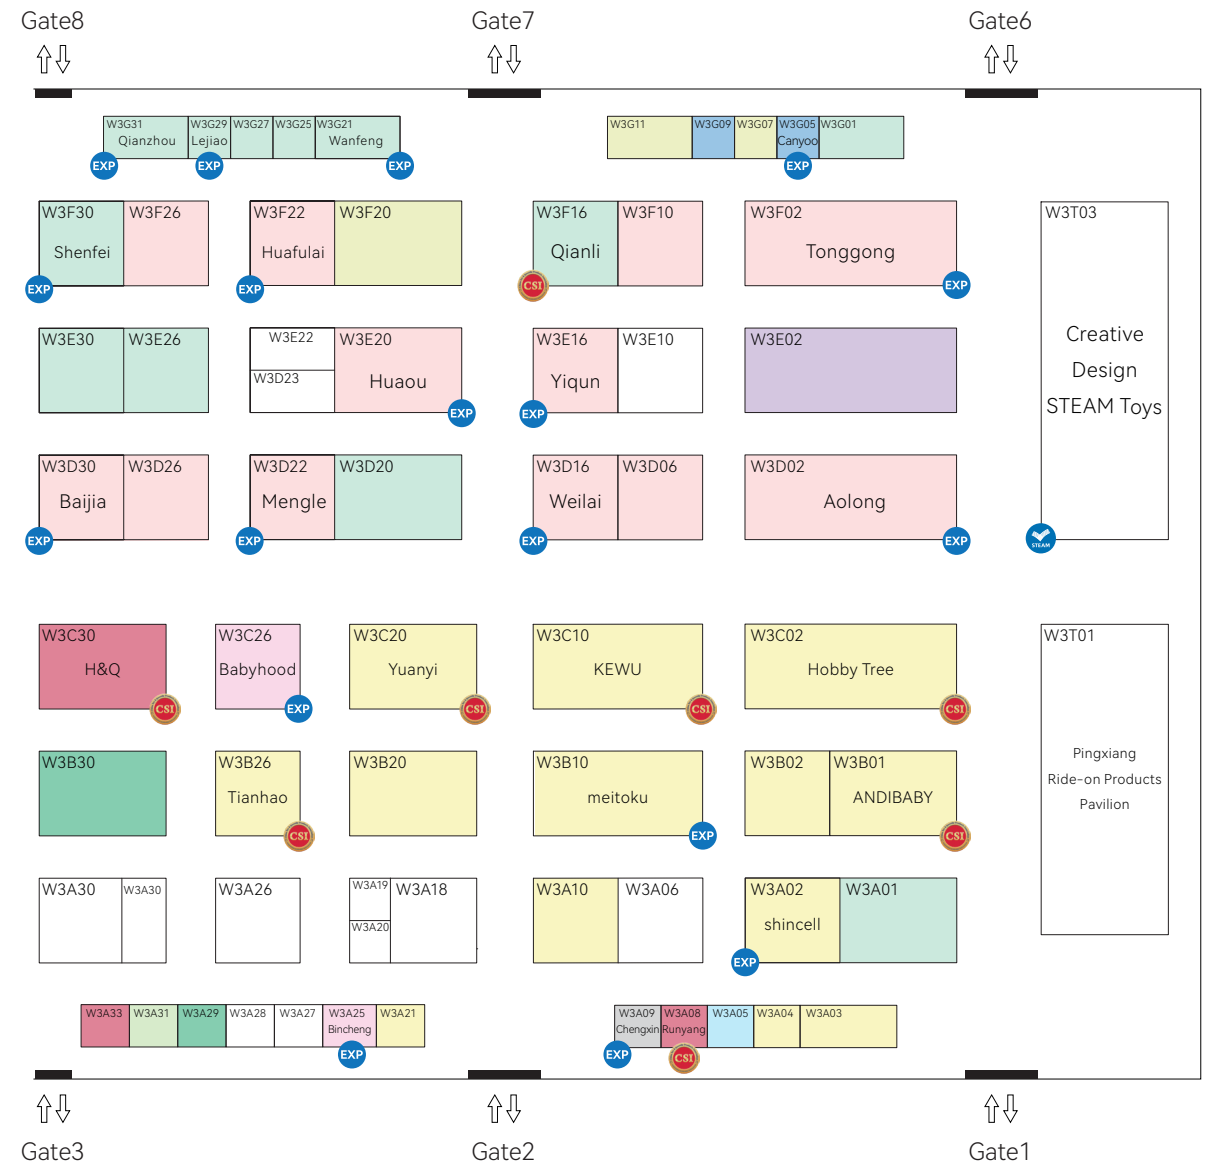 Gate8
Gate7
Gate6
W3G31
Qianzhou
W3G29
Lejiao
W3G27
W3G25
W3G21
Wanfeng
W3G11
W3G09
W3G07
W3G05
Canyoo
W3G01
EXP
EXP
EXP
EXP
W3F30
Shenfei
W3F26
W3F22
Huafulai
W3F20
W3F16
Qianli
W3F10
W3F02
Tonggong
EXP
EXP
CSI
EXP
W3T03
Creative
Design
STEAM Toys
STEAM
W3E30
W3E26
W3E22
W3D23
W3E20
Huaou
W3E16
Yiqun
W3E10
W3E02
EXP
EXP
W3D30
Baijia
W3D26
W3D22
Mengle
W3D20
W3D16
Weilai
W3D06
W3D02
Aolong
EXP
EXP
EXP
EXP
W3C30
H&Q
W3C26
Babyhood
W3C20
Yuanyi
W3C10
KEWU
W3C02
Hobby Tree
CSI
EXP
CSI
CSI
CSI
W3T01
Pingxiang
Ride-on Products
Pavilion
W3B30
W3B26
Tianhao
W3B20
W3B10
meitoku
W3B02
W3B01
ANDIBABY
CSI
EXP
CSI
W3A30
W3A30
W3A26
W3A19
W3A20
W3A18
W3A10
W3A06
W3A02
shincell
W3A01
EXP
W3A33
W3A31
W3A29
W3A28
W3A27
W3A25
Bincheng
W3A21
W3A09
Chengxin
W3A08
Runyang
W3A05
W3A04
W3A03
EXP
EXP
CSI
Gate3
Gate2
Gate1